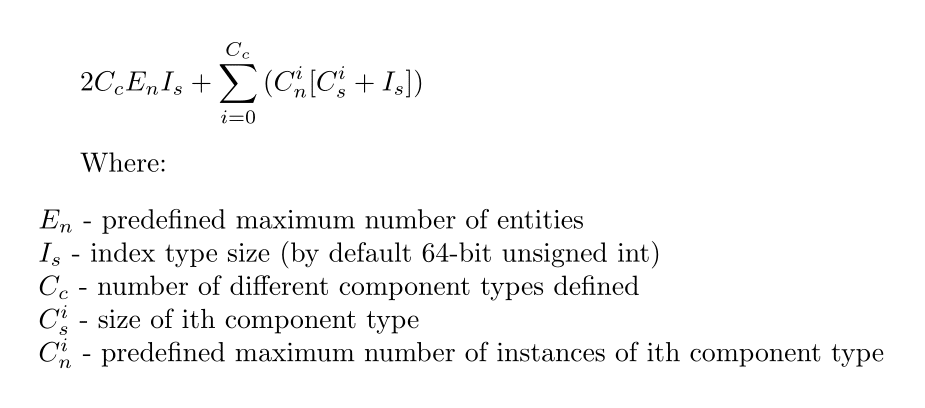 $2C_cE_nI_s + \sum_{i=0}^{C_c} (C_n^i[C_s^i + I_s])$
Where:
$E_n$ - predefined maximum number of entities
$I_s$ - index type size (by default 64-bit unsigned int)
$C_c$ - number of different component types defined
$C_s^i$ - size of ith component type
$C_n^i$ - predefined maximum number of instances of ith component type